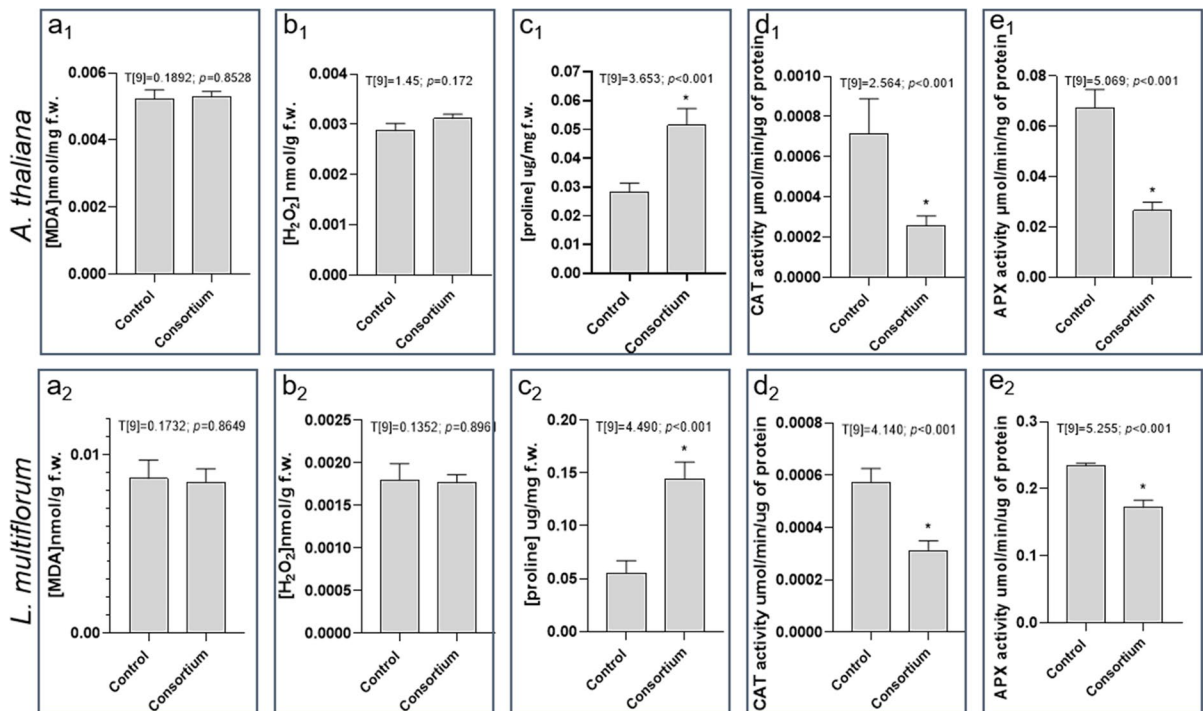 A. thaliana
a1
T[9]=0.1892; p=0.8528
[MDA]nmol/mg f.w.
0.006
0.004
0.002
0.000
Control
Consortium
b1
T[9]=1.45; p=0.172
[H2O2] nmol/g f.w.
0.004
0.003
0.002
0.001
0.000
Control
Consortium
c1
T[9]=3.653; p<0.001
[proline] ug/mg f.w.
0.07
0.06
0.05
0.04
0.03
0.02
0.01
0.00
*
Control
Consortium
d1
T[9]=2.564; p<0.001
CAT activity µmol/min/µg of protein
0.0010
0.0008
0.0006
0.0004
0.0002
0.0000
*
Control
Consortium
e1
T[9]=5.069; p<0.001
APX activity µmol/min/ng of protein
0.08
0.06
0.04
0.02
0.00
*
Control
Consortium
L. multiflorum
a2
T[9]=0.1732; p=0.8649
[MDA]nmol/g f.w.
0.01
0.00
Control
Consortium
b2
T[9]=0.1352; p=0.8961
[H2O2]nmol/g f.w.
0.0025
0.0020
0.0015
0.0010
0.0005
0.0000
Control
Consortium
c2
T[9]=4.490; p<0.001
[proline] ug/mg f.w.
0.20
0.15
0.10
0.05
0.00
*
Control
Consortium
d2
T[9]=4.140; p<0.001
CAT activity umol/min/ug of protein
0.0008
0.0006
0.0004
0.0002
0.0000
*
Control
Consortium
e2
T[9]=5.255; p<0.001
APX activity umol/min/ug of protein
0.3
0.2
0.1
0.0
*
Control
Consortium